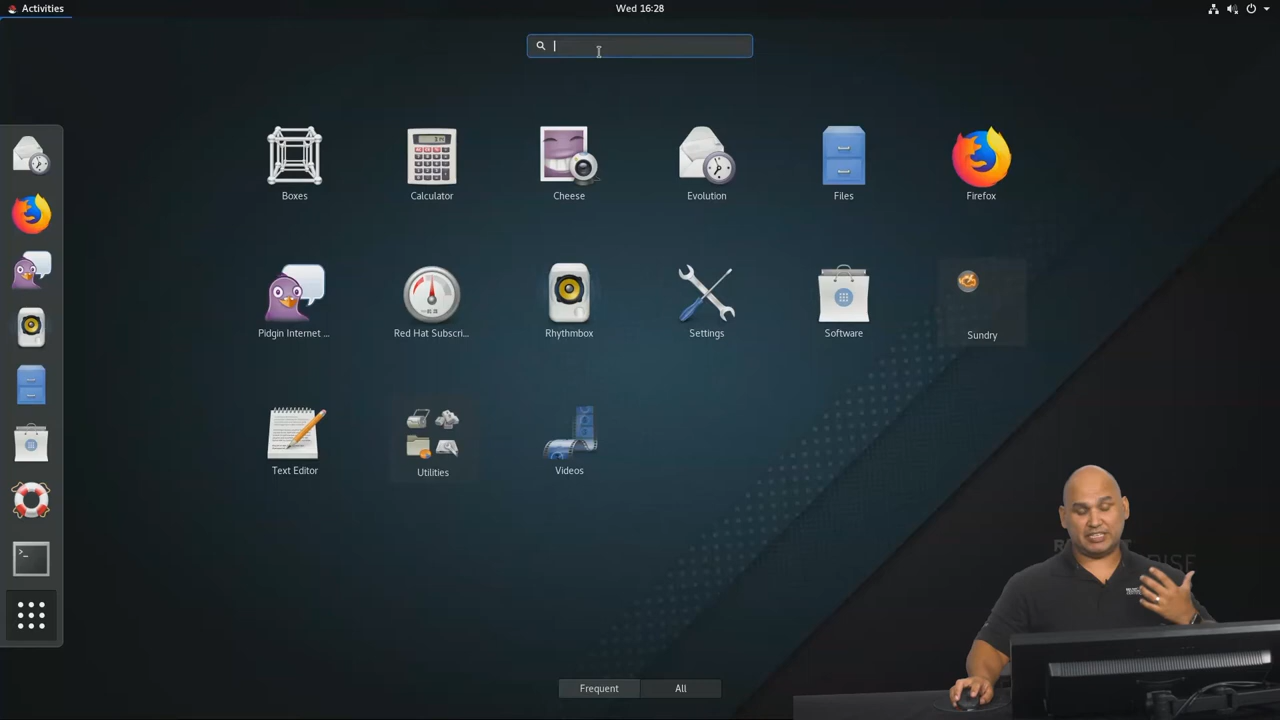 Activities
Wed 16:28
Boxes
Calculator
Cheese
Evolution
Files
Firefox
Pidgin Internet ...
Red Hat Subscri...
Rhythmbox
Settings
Software
Sundry
Text Editor
Utilities
Videos
Frequent
All